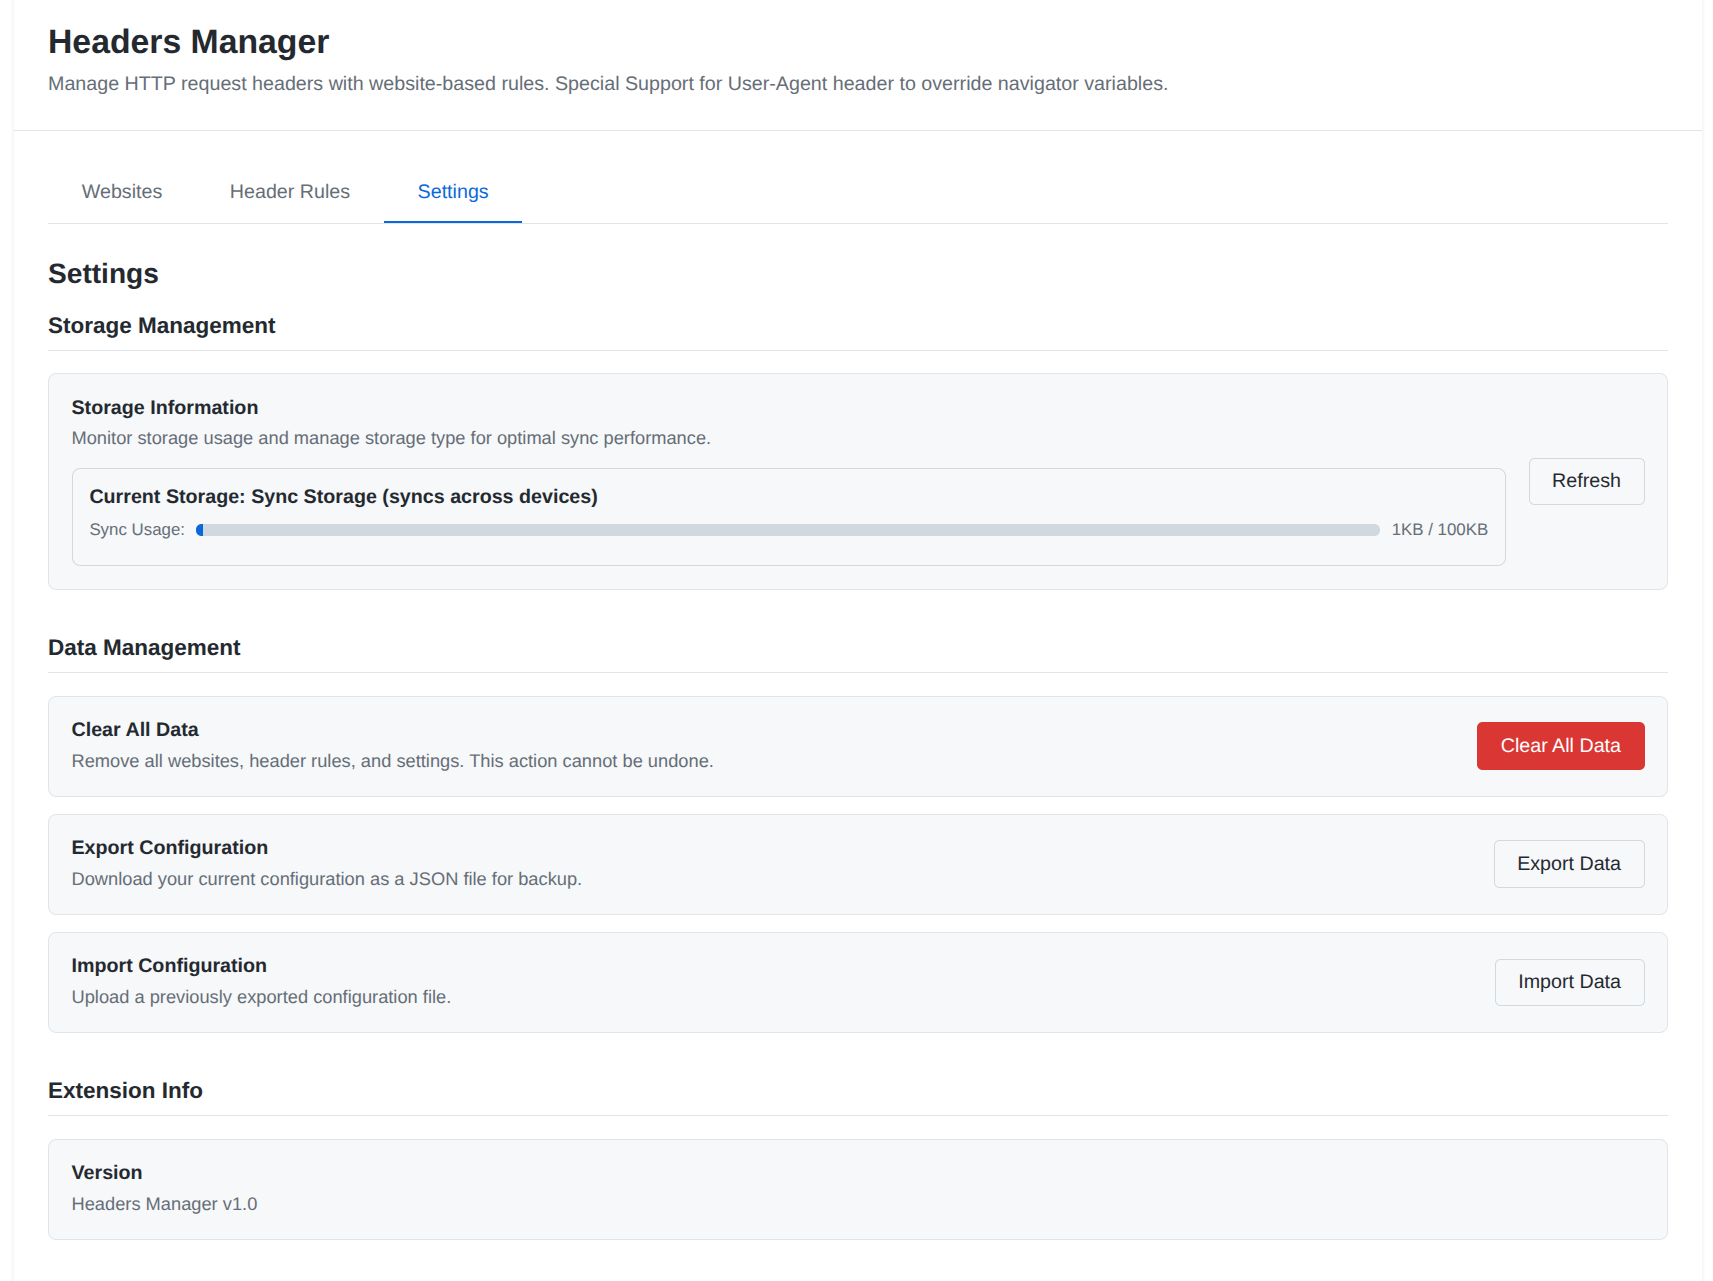 Headers Manager
Manage HTTP request headers with website-based rules. Special Support for User-Agent header to override navigator variables.
Websites
Header Rules
Settings
Settings
Storage Management
Storage Information
Monitor storage usage and manage storage type for optimal sync performance.
Refresh
Current Storage: Sync Storage (syncs across devices)
Sync Usage:
1KB / 100KB
Data Management
Clear All Data
Remove all websites, header rules, and settings. This action cannot be undone.
Clear All Data
Export Configuration
Download your current configuration as a JSON file for backup.
Export Data
Import Configuration
Upload a previously exported configuration file.
Import Data
Extension Info
Version
Headers Manager v1.0